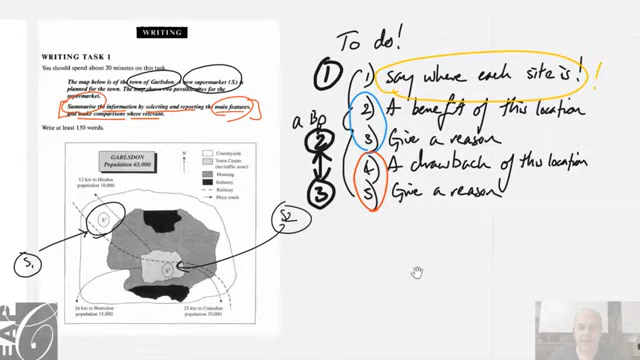 WRITING
WRITING TASK 1
You should spend about 20 minutes on this task.
The map below is of the town of Garlsdon. A new supermarket (S) is
planned for the town. The map shows two possible sites for the
supermarket.
Summarise the information by selecting and reporting the main features,
and make comparisons where relevant.
Write at least 150 words.
GARLSDON
Population 65,000
N
Countryside
Town Centre
(no traffic zone)
Housing
Industry
Railway
Main roads
12 km to Hindon
population 10,000
16 km to Bransdon
population 15,000
25 km to Cransdon
population 20,000
S1
S2
To do!
1 1) Say where each site is! !
2) A benefit of this location
2 3) Give a reason
4) A drawback of this location
3 5) Give a reason
EAP